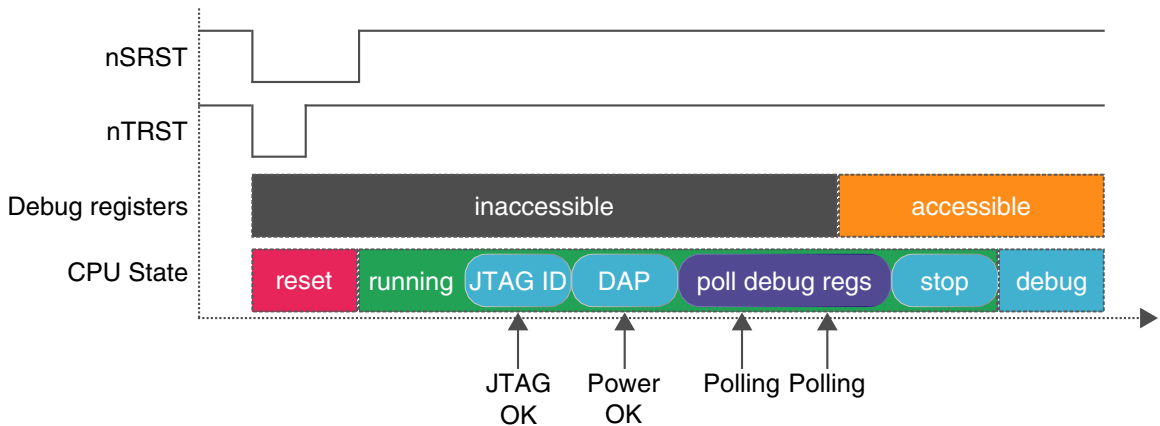 nSRST
nTRST
Debug registers
inaccessible
accessible
CPU State
reset
running
JTAG ID
DAP
poll debug regs
stop
debug
JTAG
OK
Power
OK
Polling
Polling